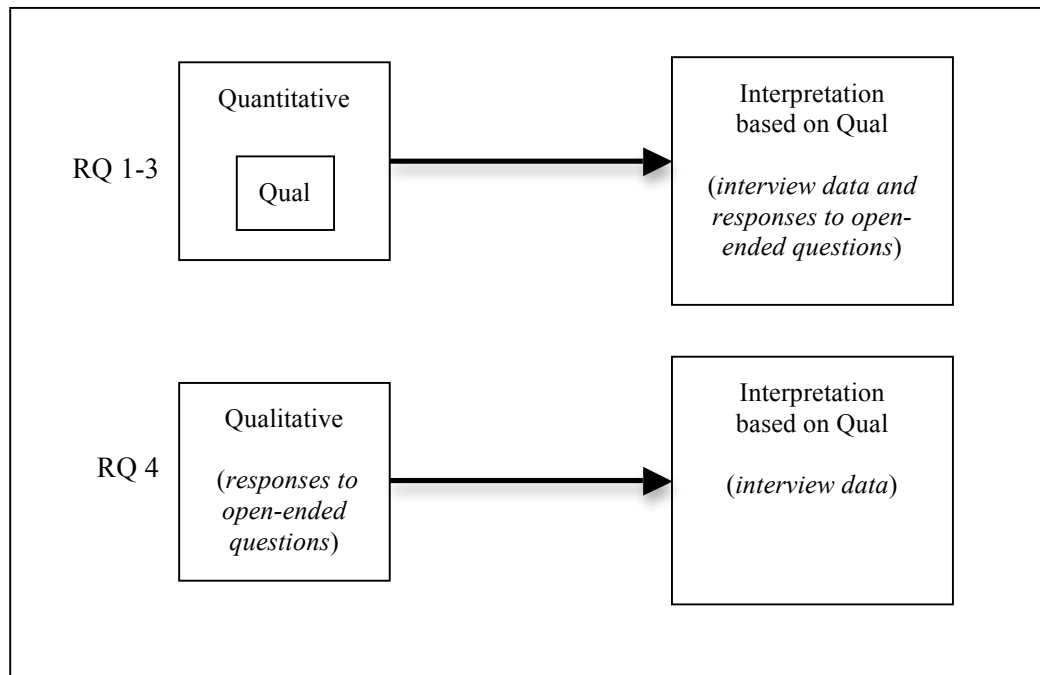 RQ 1-3
Quantitative
Qual
Interpretation
based on Qual
(interview data and
responses to open-
ended questions)
RQ 4
Qualitative
(responses to
open-ended
questions)
Interpretation
based on Qual
(interview data)